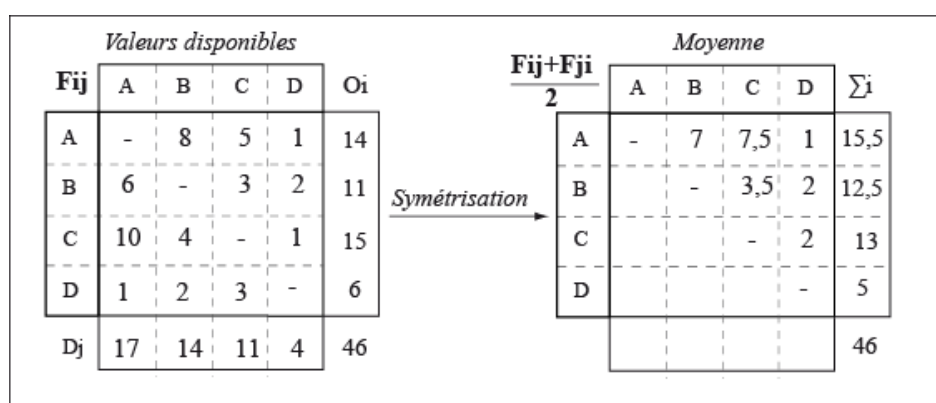 Valeurs disponibles
Fij A B C D Oi
A - 8 5 1 14
B 6 - 3 2 11
C 10 4 - 1 15
D 1 2 3 - 6
Dj 17 14 11 4 46
Symétrisation
Moyenne
Fij+Fji
2
A B C D ∑i
A - 7 7,5 1 15,5
B - 3,5 2 12,5
C - 2 13
D - 5
46